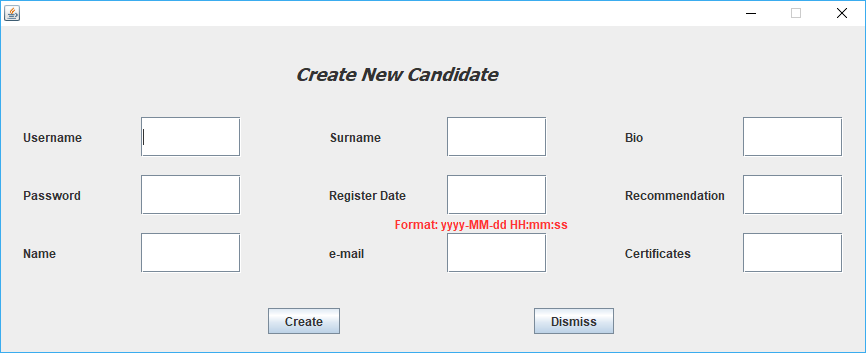 Create New Candidate
Username Surname Bio
Password Register Date Recommendation
Format: yyyy-MM-dd HH:mm:ss
Name e-mail Certificates
Create Dismiss